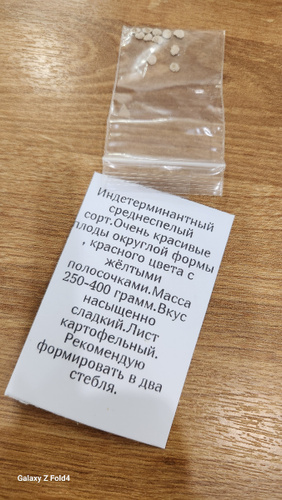 Индетерминантный
среднеспелый
сорт.Очень красивые
плоды округлой формы
, красного цвета с
жёлтыми
полосочками.Масса
250-400 грамм.Вкус
насыщенно
сладкий.Лист
картофельный.
Рекомендую
формировать в два
стебля.
Galaxy Z Fold4